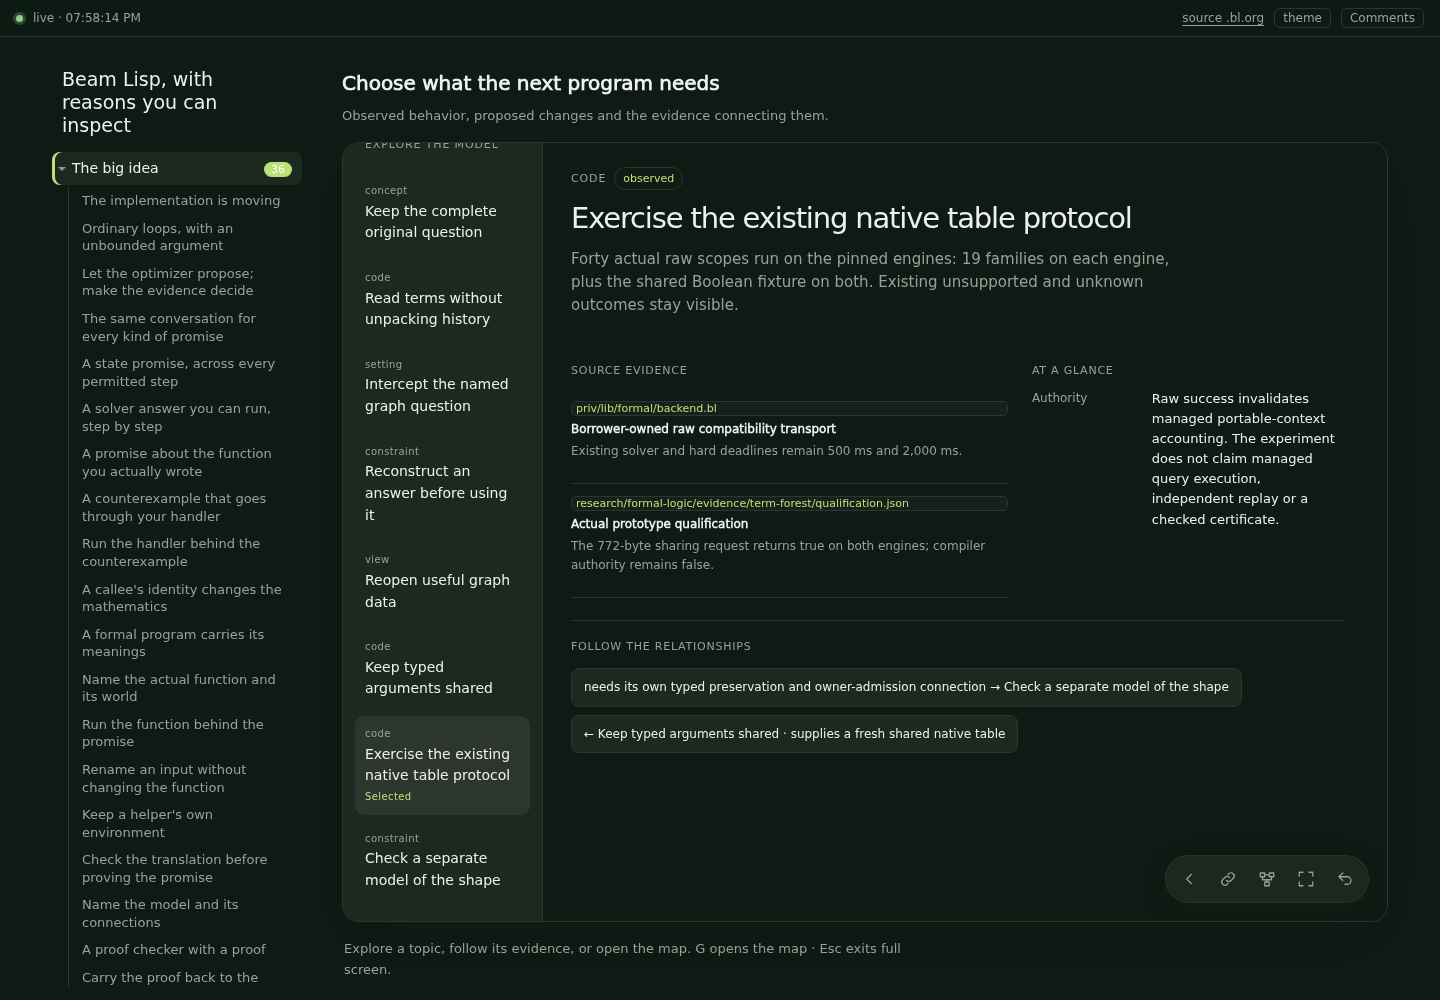 live · 07:58:14 PM
source .bl.org
theme
Comments
Beam Lisp, with
reasons you can
inspect
The big idea
36
The implementation is moving
Ordinary loops, with an
unbounded argument
Let the optimizer propose;
make the evidence decide
The same conversation for
every kind of promise
A state promise, across every
permitted step
A solver answer you can run,
step by step
A promise about the function
you actually wrote
A counterexample that goes
through your handler
Run the handler behind the
counterexample
A callee's identity changes the
mathematics
A formal program carries its
meanings
Name the actual function and
its world
Run the function behind the
promise
Rename an input without
changing the function
Keep a helper's own
environment
Check the translation before
proving the promise
Name the model and its
connections
A proof checker with a proof
Carry the proof back to the
Choose what the next program needs
Observed behavior, proposed changes and the evidence connecting them.
EXPLORE THE MODEL
concept
Keep the complete
original question
code
Read terms without
unpacking history
setting
Intercept the named
graph question
constraint
Reconstruct an
answer before using
it
view
Reopen useful graph
data
code
Keep typed
arguments shared
code
Exercise the existing
native table protocol
Selected
constraint
Check a separate
model of the shape
CODE
observed
Exercise the existing native table protocol
Forty actual raw scopes run on the pinned engines: 19 families on each engine,
plus the shared Boolean fixture on both. Existing unsupported and unknown
outcomes stay visible.
SOURCE EVIDENCE
priv/lib/formal/backend.bl
Borrower-owned raw compatibility transport
Existing solver and hard deadlines remain 500 ms and 2,000 ms.
research/formal-logic/evidence/term-forest/qualification.json
Actual prototype qualification
The 772-byte sharing request returns true on both engines; compiler
authority remains false.
AT A GLANCE
Authority
Raw success invalidates
managed portable-context
accounting. The experiment
does not claim managed
query execution,
independent replay or a
checked certificate.
FOLLOW THE RELATIONSHIPS
needs its own typed preservation and owner-admission connection → Check a separate model of the shape
← Keep typed arguments shared · supplies a fresh shared native table
Explore a topic, follow its evidence, or open the map. G opens the map · Esc exits full
screen.